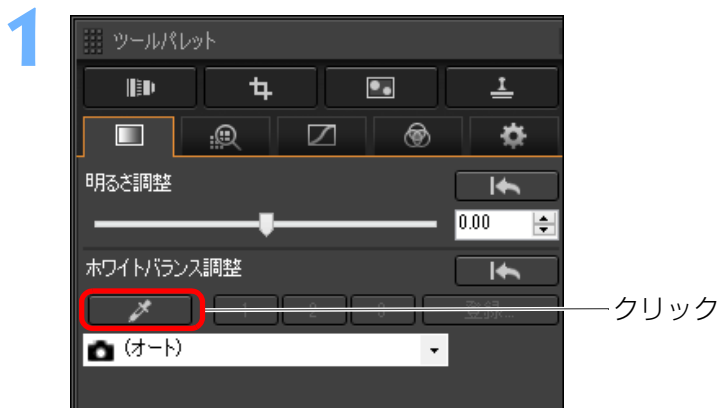 1
ツールパレット
明るさ調整
0.00
ホワイトバランス調整
1 2 3 登録...
クリック
(オート)